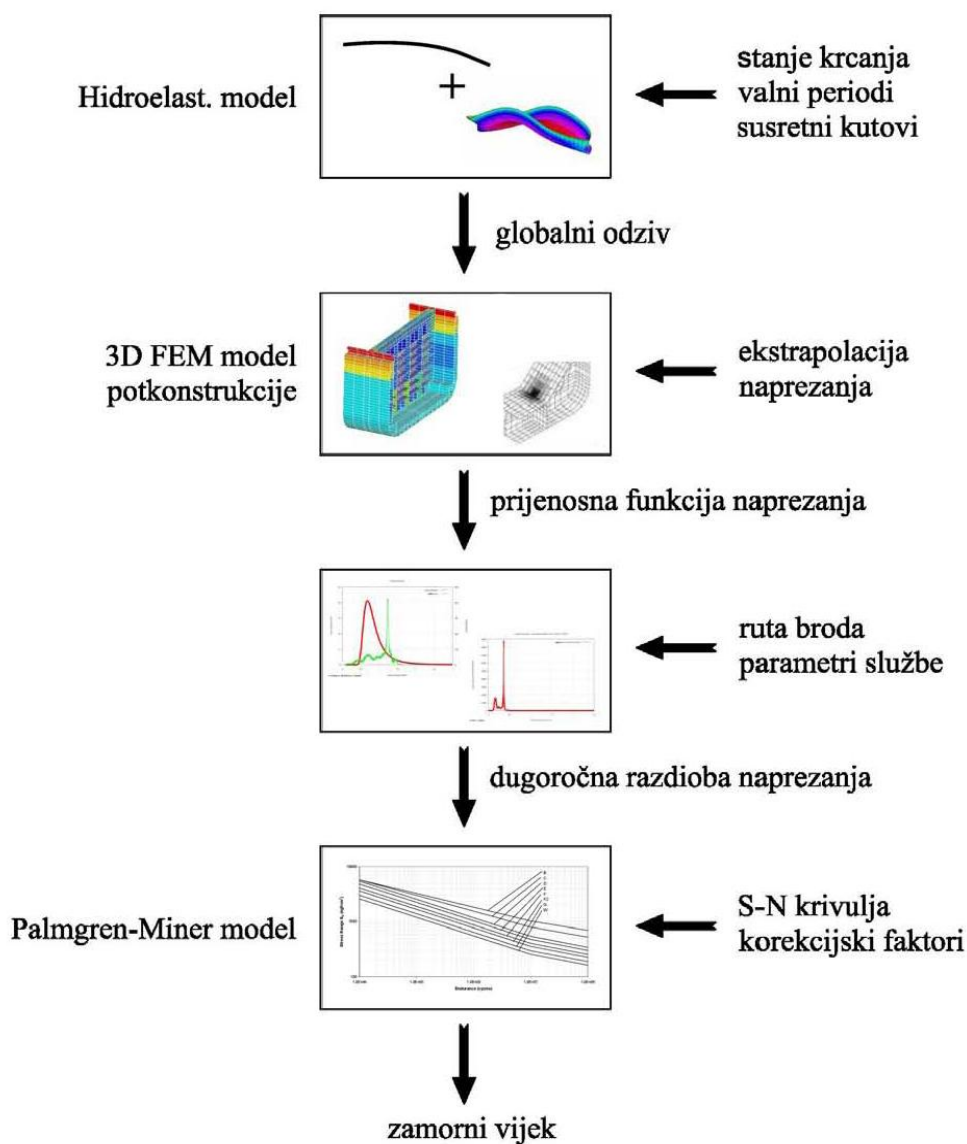 Hidroelast. model
stanje krcanja
valni periodi
susretni kutovi
globalni odziv
3D FEM model
potkonstrukcije
ekstrapolacija
naprezanja
prijenosna funkcija naprezanja
ruta broda
parametri službe
dugoročna razdioba naprezanja
Palmgren-Miner model
S-N krivulja
korekcijski faktori
zamorni vijek